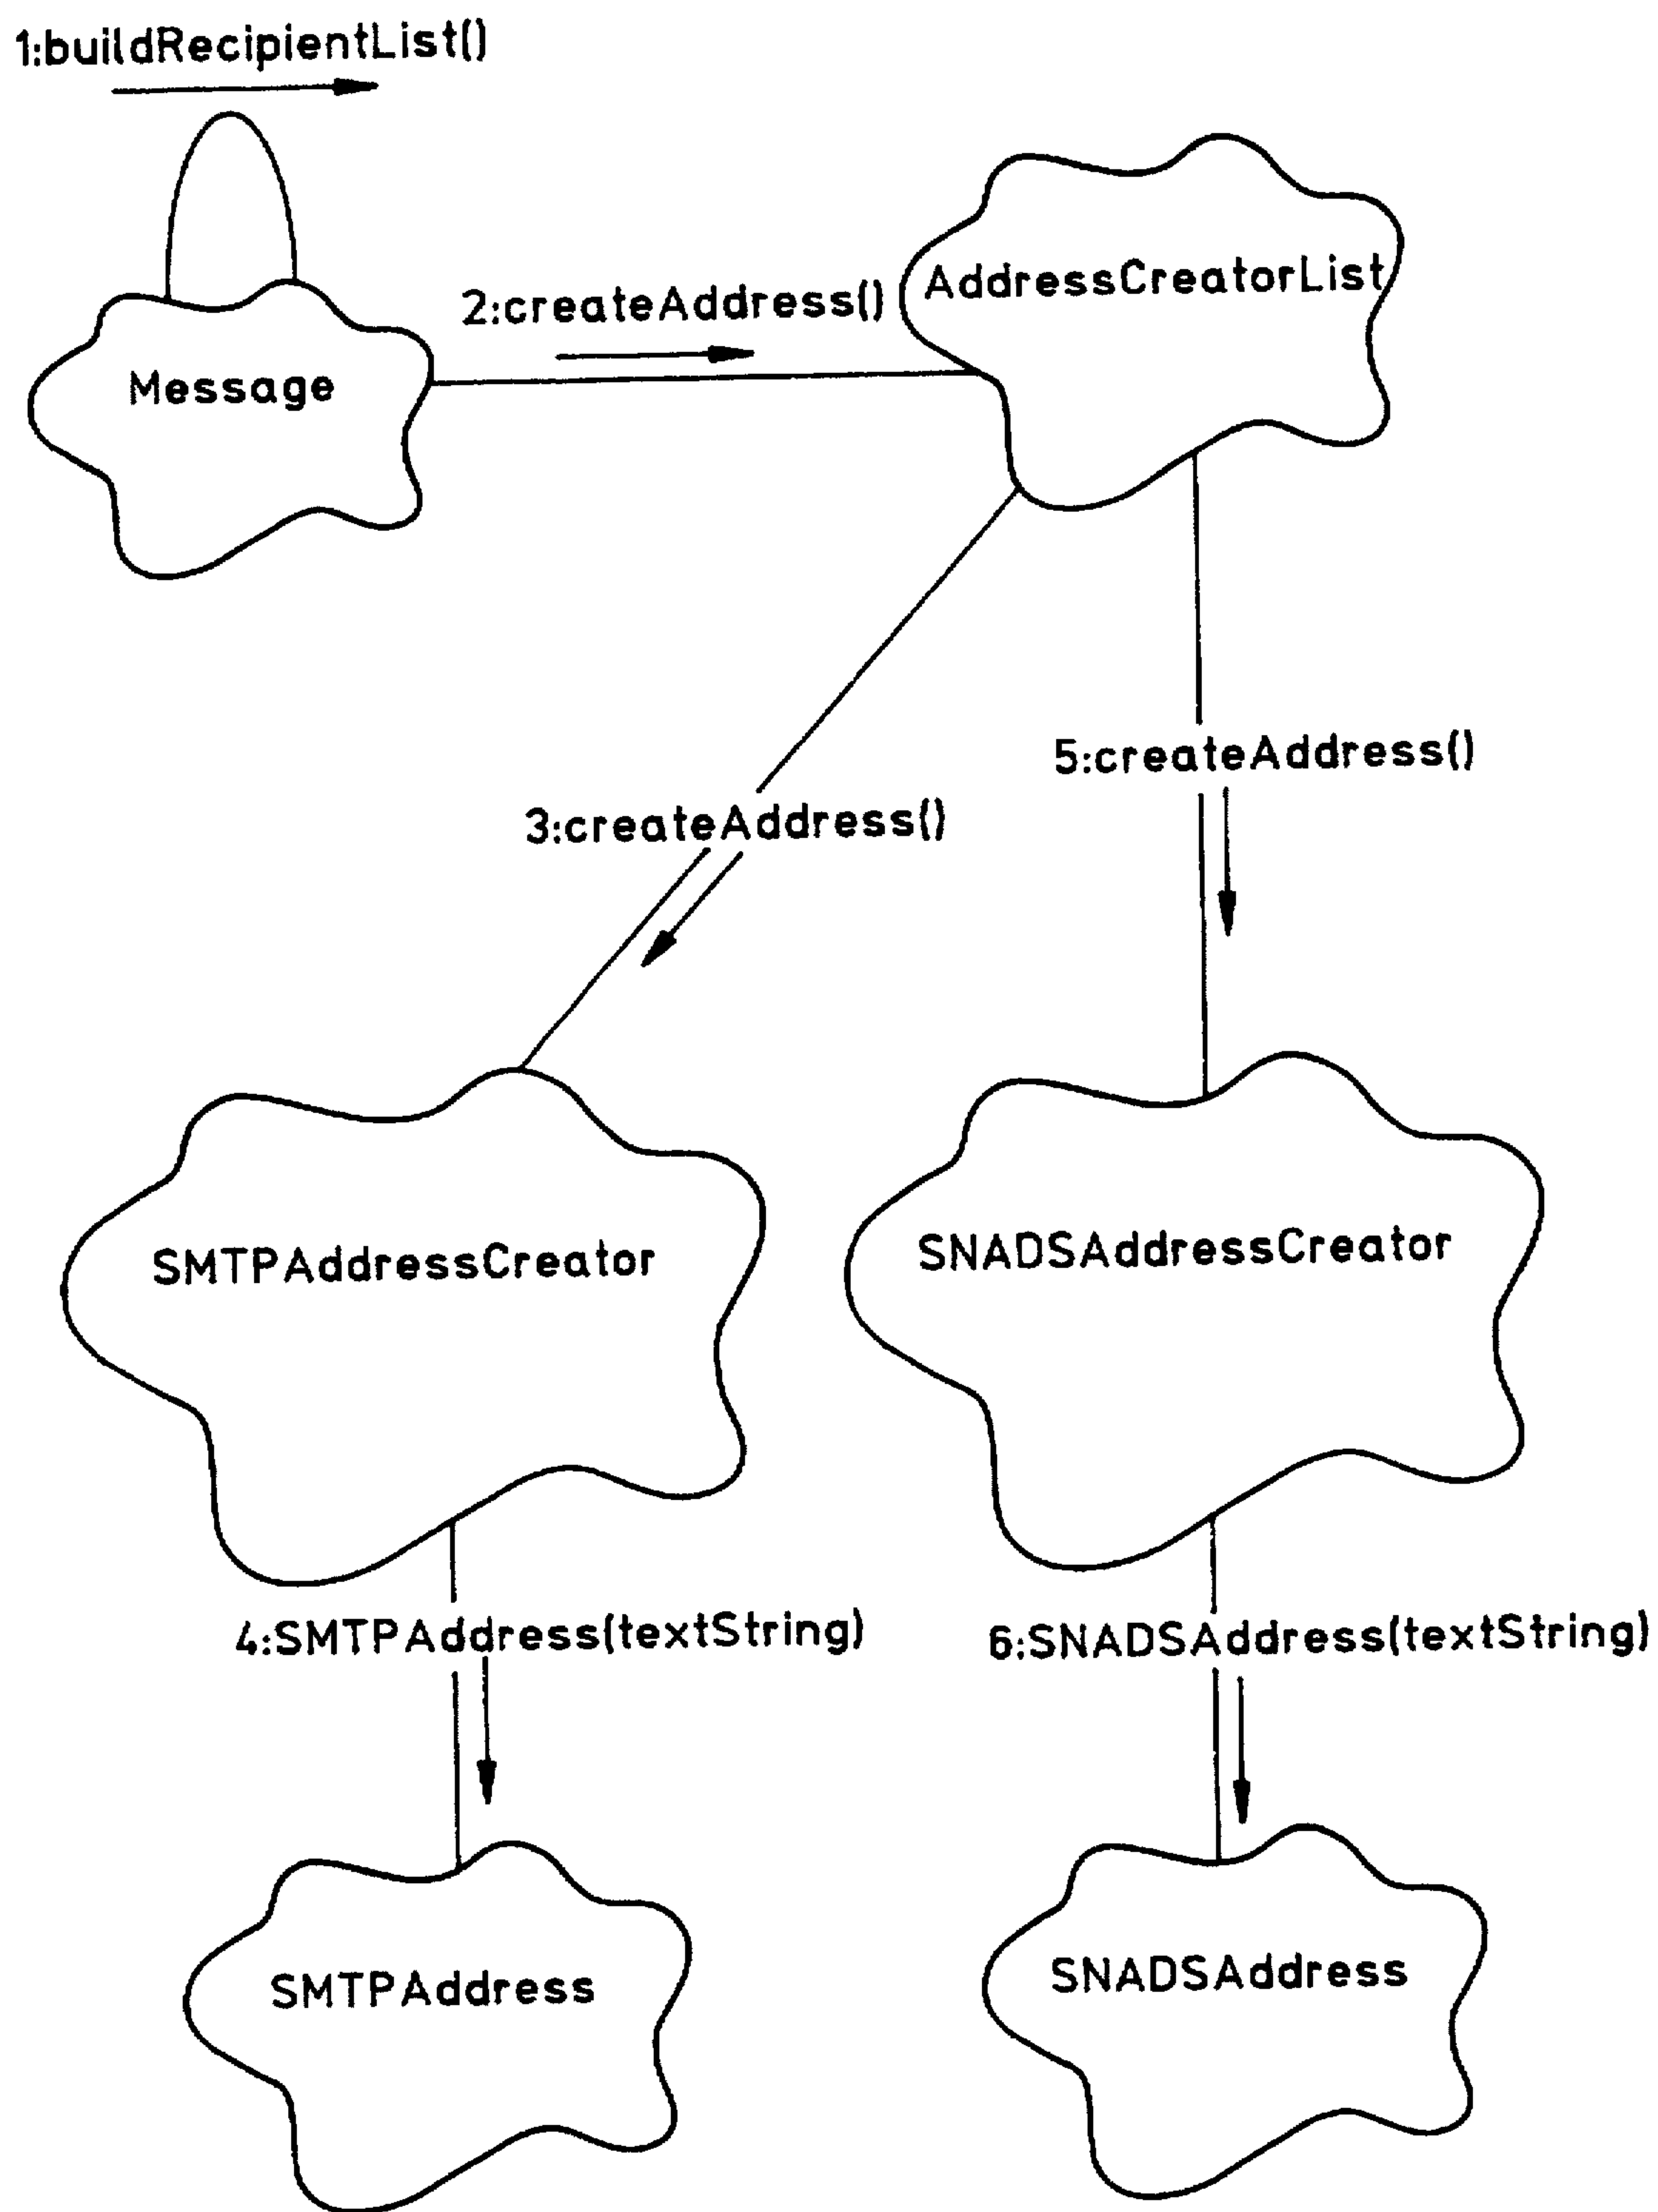 1:buildRecipientList()
AddressCreatorList
2:createAddress()
Message
5:createAddress()
3:createAddress()
SMTPAddressCreator
SNADSAddressCreator
4:SMTPAddress(textString)
6:SNADSAddress(textString)
SMTPAddress
SNADSAddress